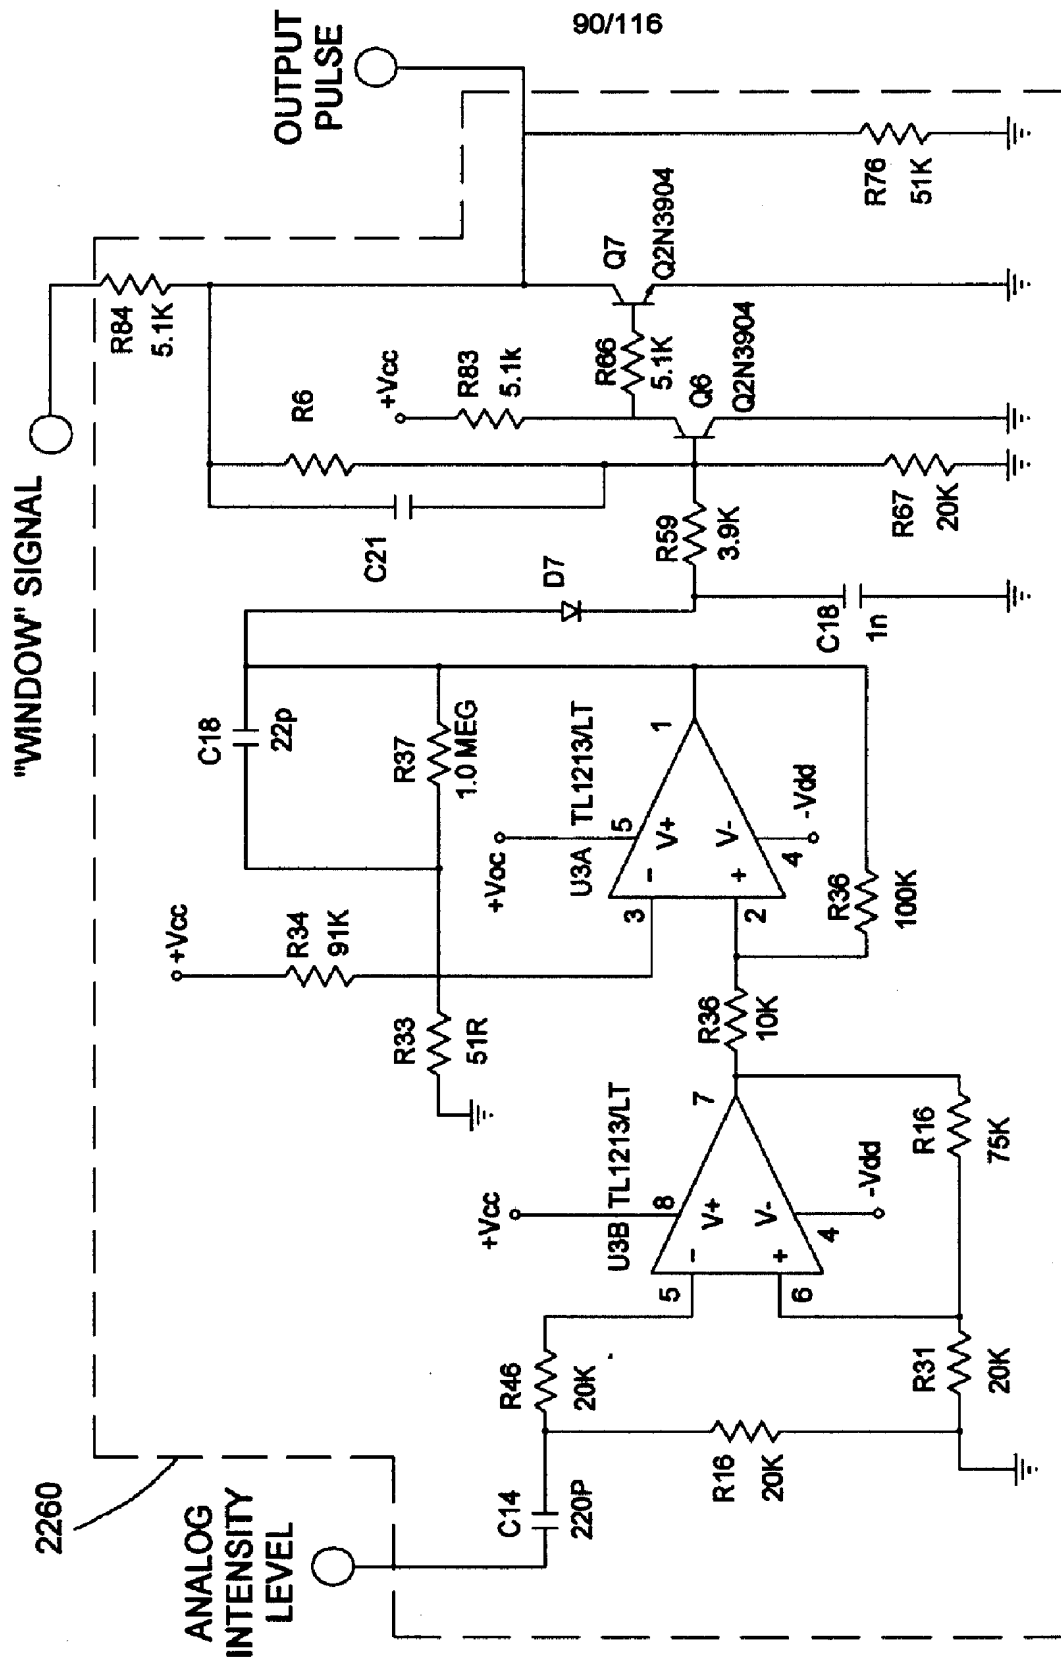 90/116
"WINDOW" SIGNAL
OUTPUT
PULSE
R84
5.1K
R6
+Vcc
R83
5.1k
C21
R66
5.1K
Q7
Q2N3904
Q6
Q2N3904
R76
51K
R67
20K
R59
3.9K
D7
C18
1n
C18
22p
R37
1.0 MEG
+Vcc
R34
91K
R33
51R
+Vcc
U3A
TL1213/LT
5
V+
V-
4
-Vdd
3
-
+
2
1
R36
100K
R36
10K
+Vcc
U3B
TL1213/LT
8
V+
V-
4
-Vdd
5
-
+
6
7
R16
75K
R46
20K
R31
20K
R16
20K
C14
220P
ANALOG
INTENSITY
LEVEL
2260